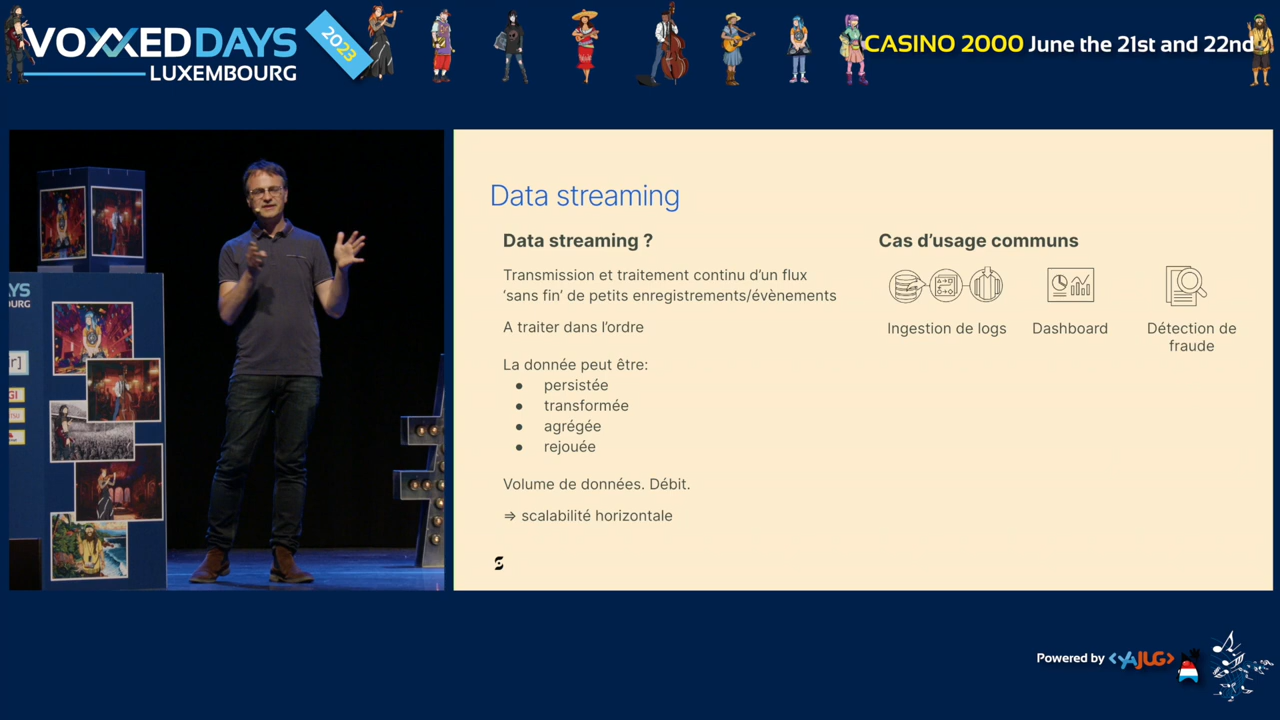 VOXXED DAYS
LUXEMBOURG
2023
CASINO 2000 June the 21st and 22nd
Data streaming
Data streaming ?
Transmission et traitement continu d’un flux
‘sans fin’ de petits enregistrements/évènements
A traiter dans l’ordre
La donnée peut être:
● persistée
● transformée
● agrégée
● rejouée
Volume de données. Débit.
⇒ scalabilité horizontale
Cas d’usage communs
Ingestion de logs
Dashboard
Détection de
fraude
Powered by <YAJUG>